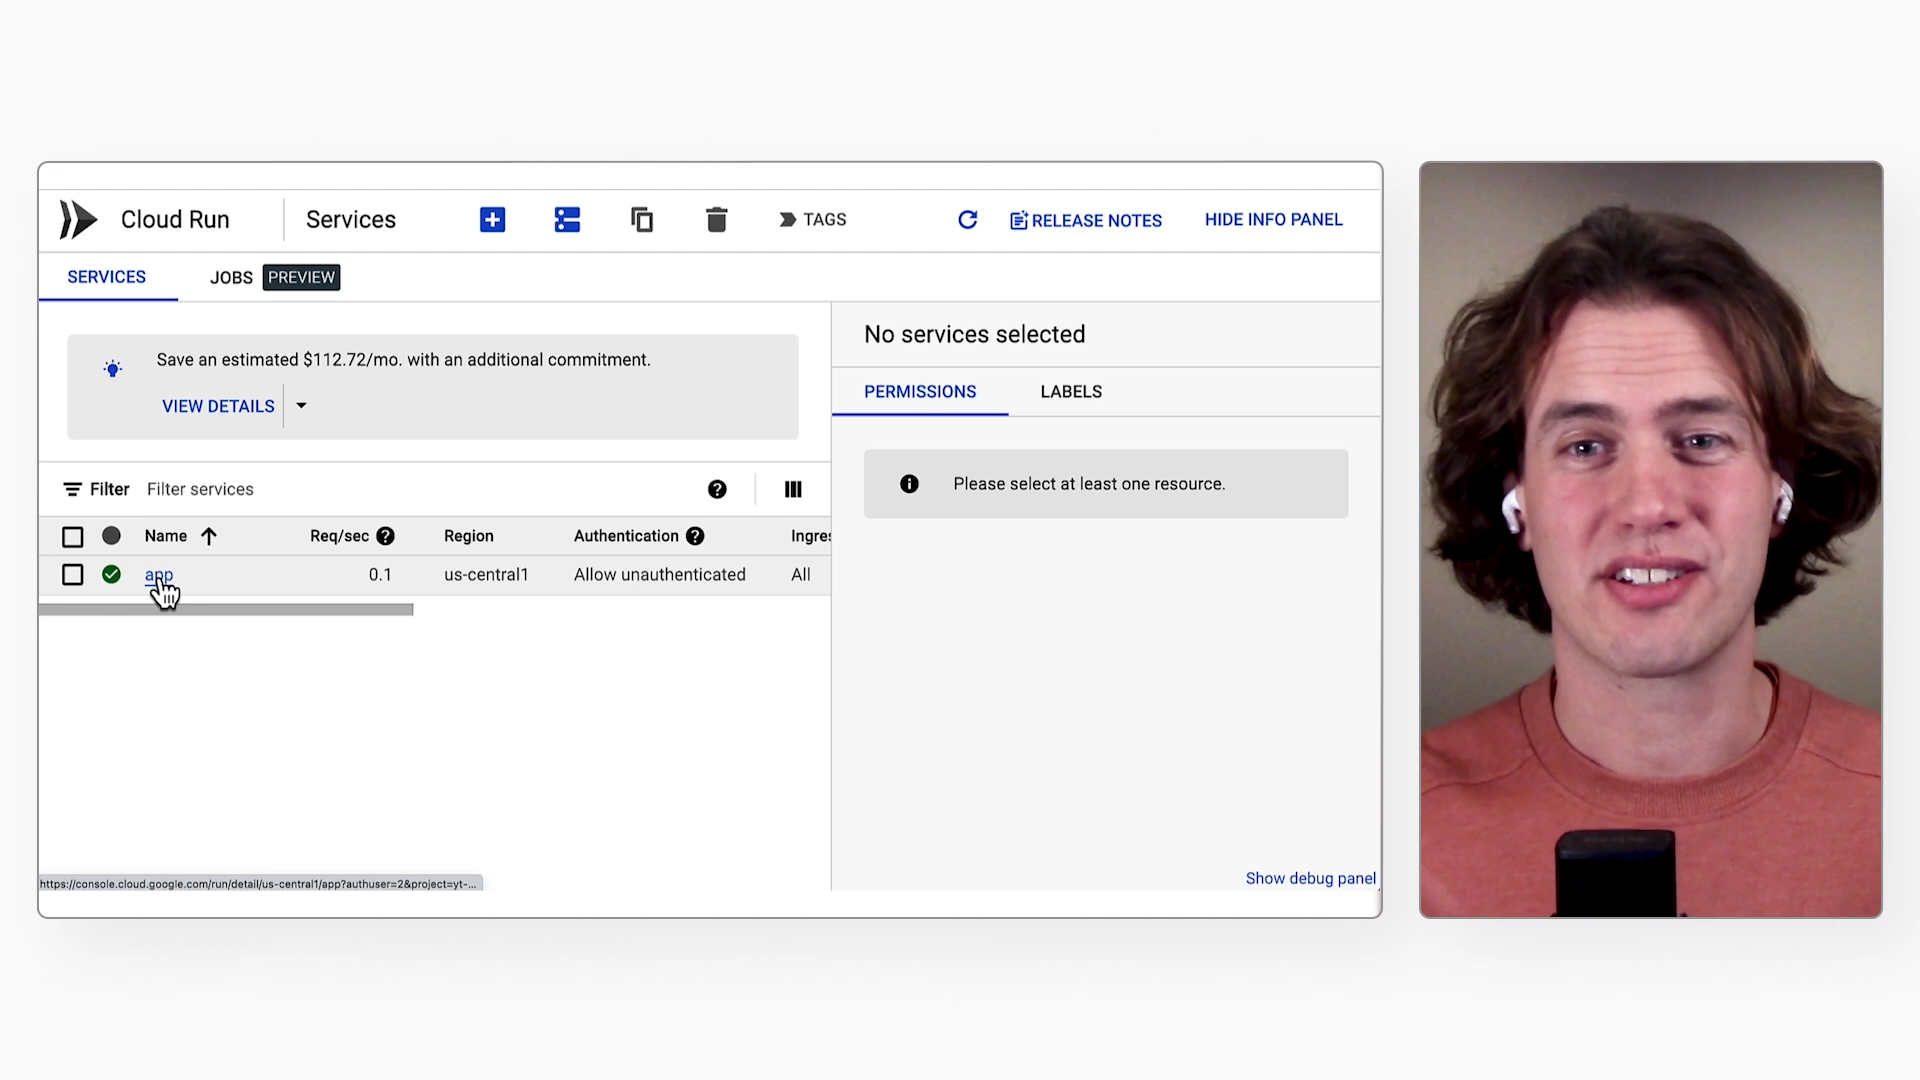 Cloud Run
Services
TAGS
RELEASE NOTES
HIDE INFO PANEL
SERVICES
JOBS
PREVIEW
Save an estimated $112.72/mo. with an additional commitment.
VIEW DETAILS
No services selected
PERMISSIONS
LABELS
Please select at least one resource.
Filter
Filter services
Name
Req/sec
Region
Authentication
Ingres
app
0.1
us-central1
Allow unauthenticated
All
https://console.cloud.google.com/run/detail/us-central1/app?authuser=2&project=yt-...
Show debug panel